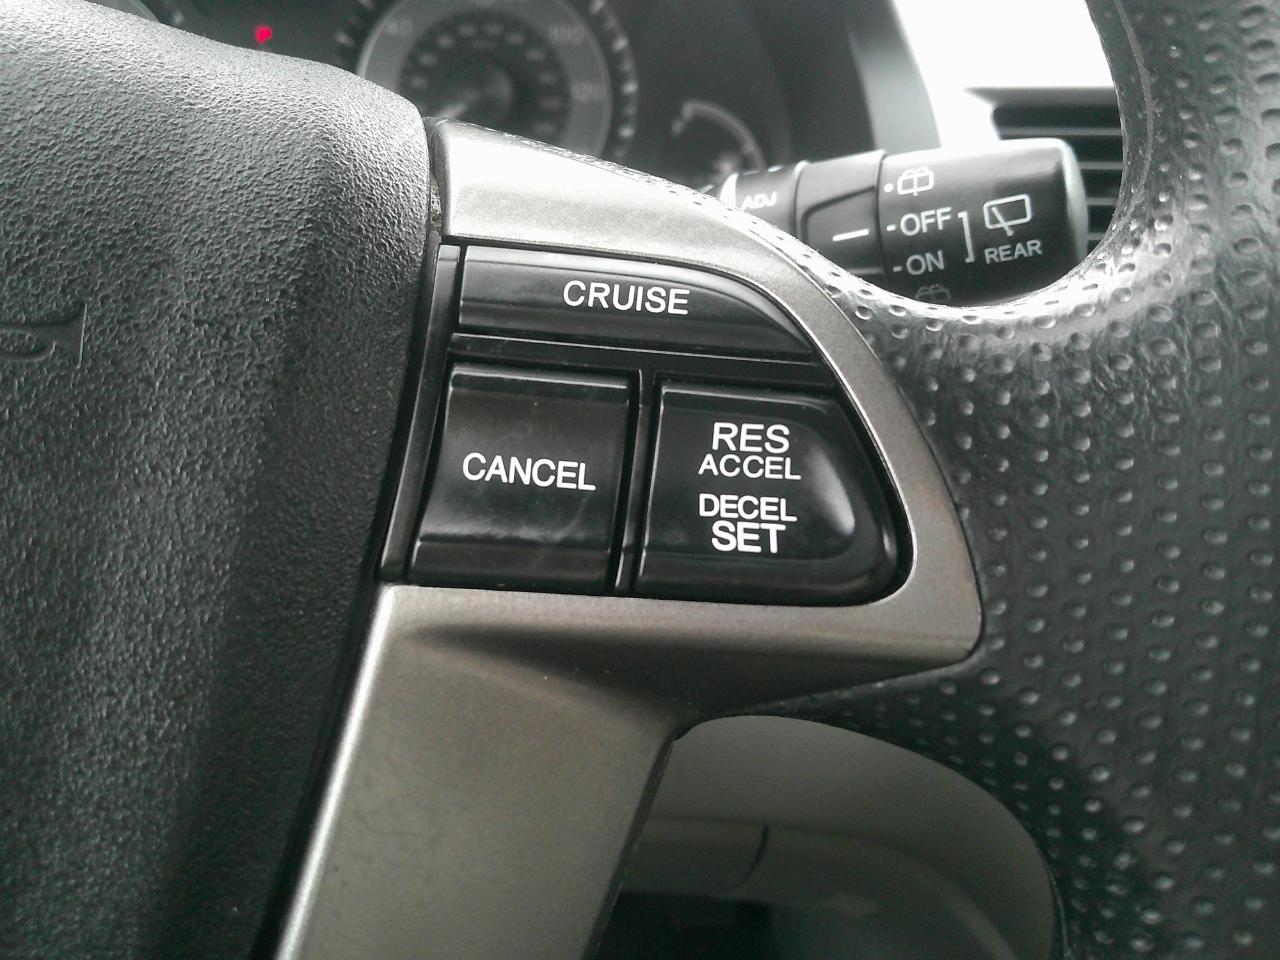 ADJ
OFF
ON
REAR
CRUISE
CANCEL
RES
ACCEL
DECEL
SET